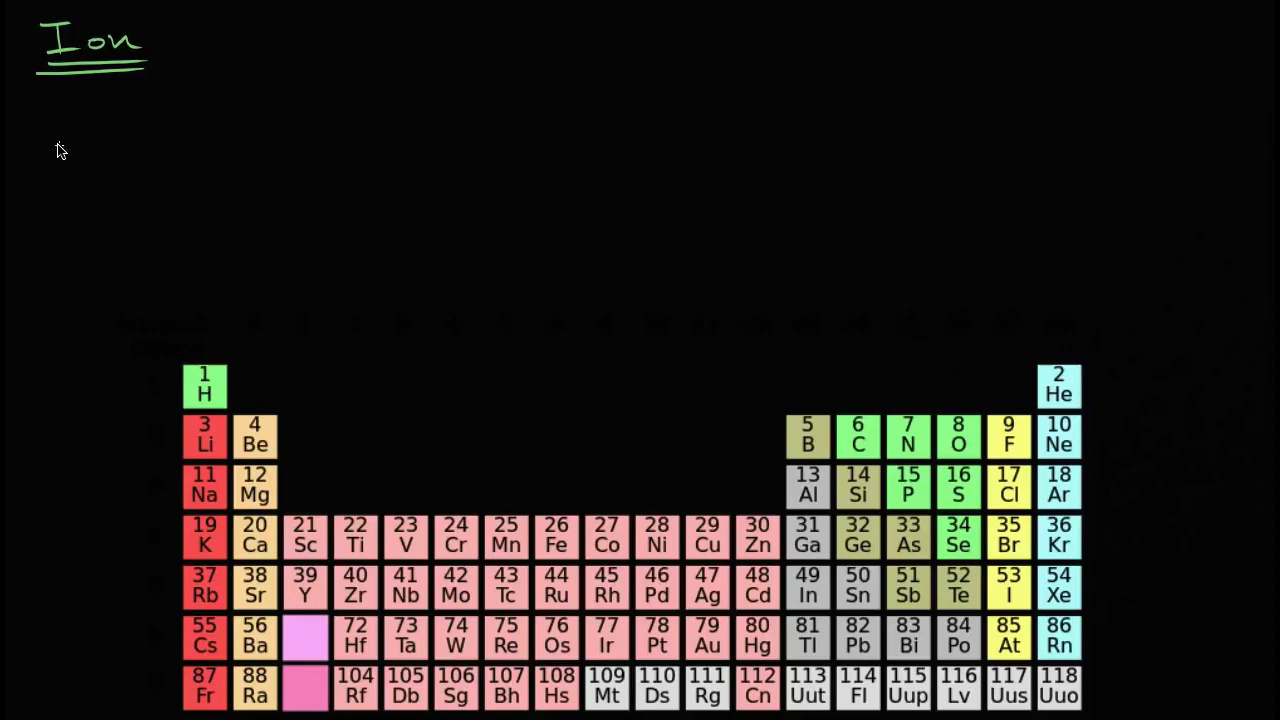 Ion
1 2
H He
3 4 5 6 7 8 9 10
Li Be B C N O F Ne
11 12 13 14 15 16 17 18
Na Mg Al Si P S Cl Ar
19 20 21 22 23 24 25 26 27 28 29 30 31 32 33 34 35 36
K Ca Sc Ti V Cr Mn Fe Co Ni Cu Zn Ga Ge As Se Br Kr
37 38 39 40 41 42 43 44 45 46 47 48 49 50 51 52 53 54
Rb Sr Y Zr Nb Mo Tc Ru Rh Pd Ag Cd In Sn Sb Te I Xe
55 56 72 73 74 75 76 77 78 79 80 81 82 83 84 85 86
Cs Ba Hf Ta W Re Os Ir Pt Au Hg Tl Pb Bi Po At Rn
87 88 104 105 106 107 108 109 110 111 112 113 114 115 116 117 118
Fr Ra Rf Db Sg Bh Hs Mt Ds Rg Cn Uut Fl Uup Lv Uus Uuo